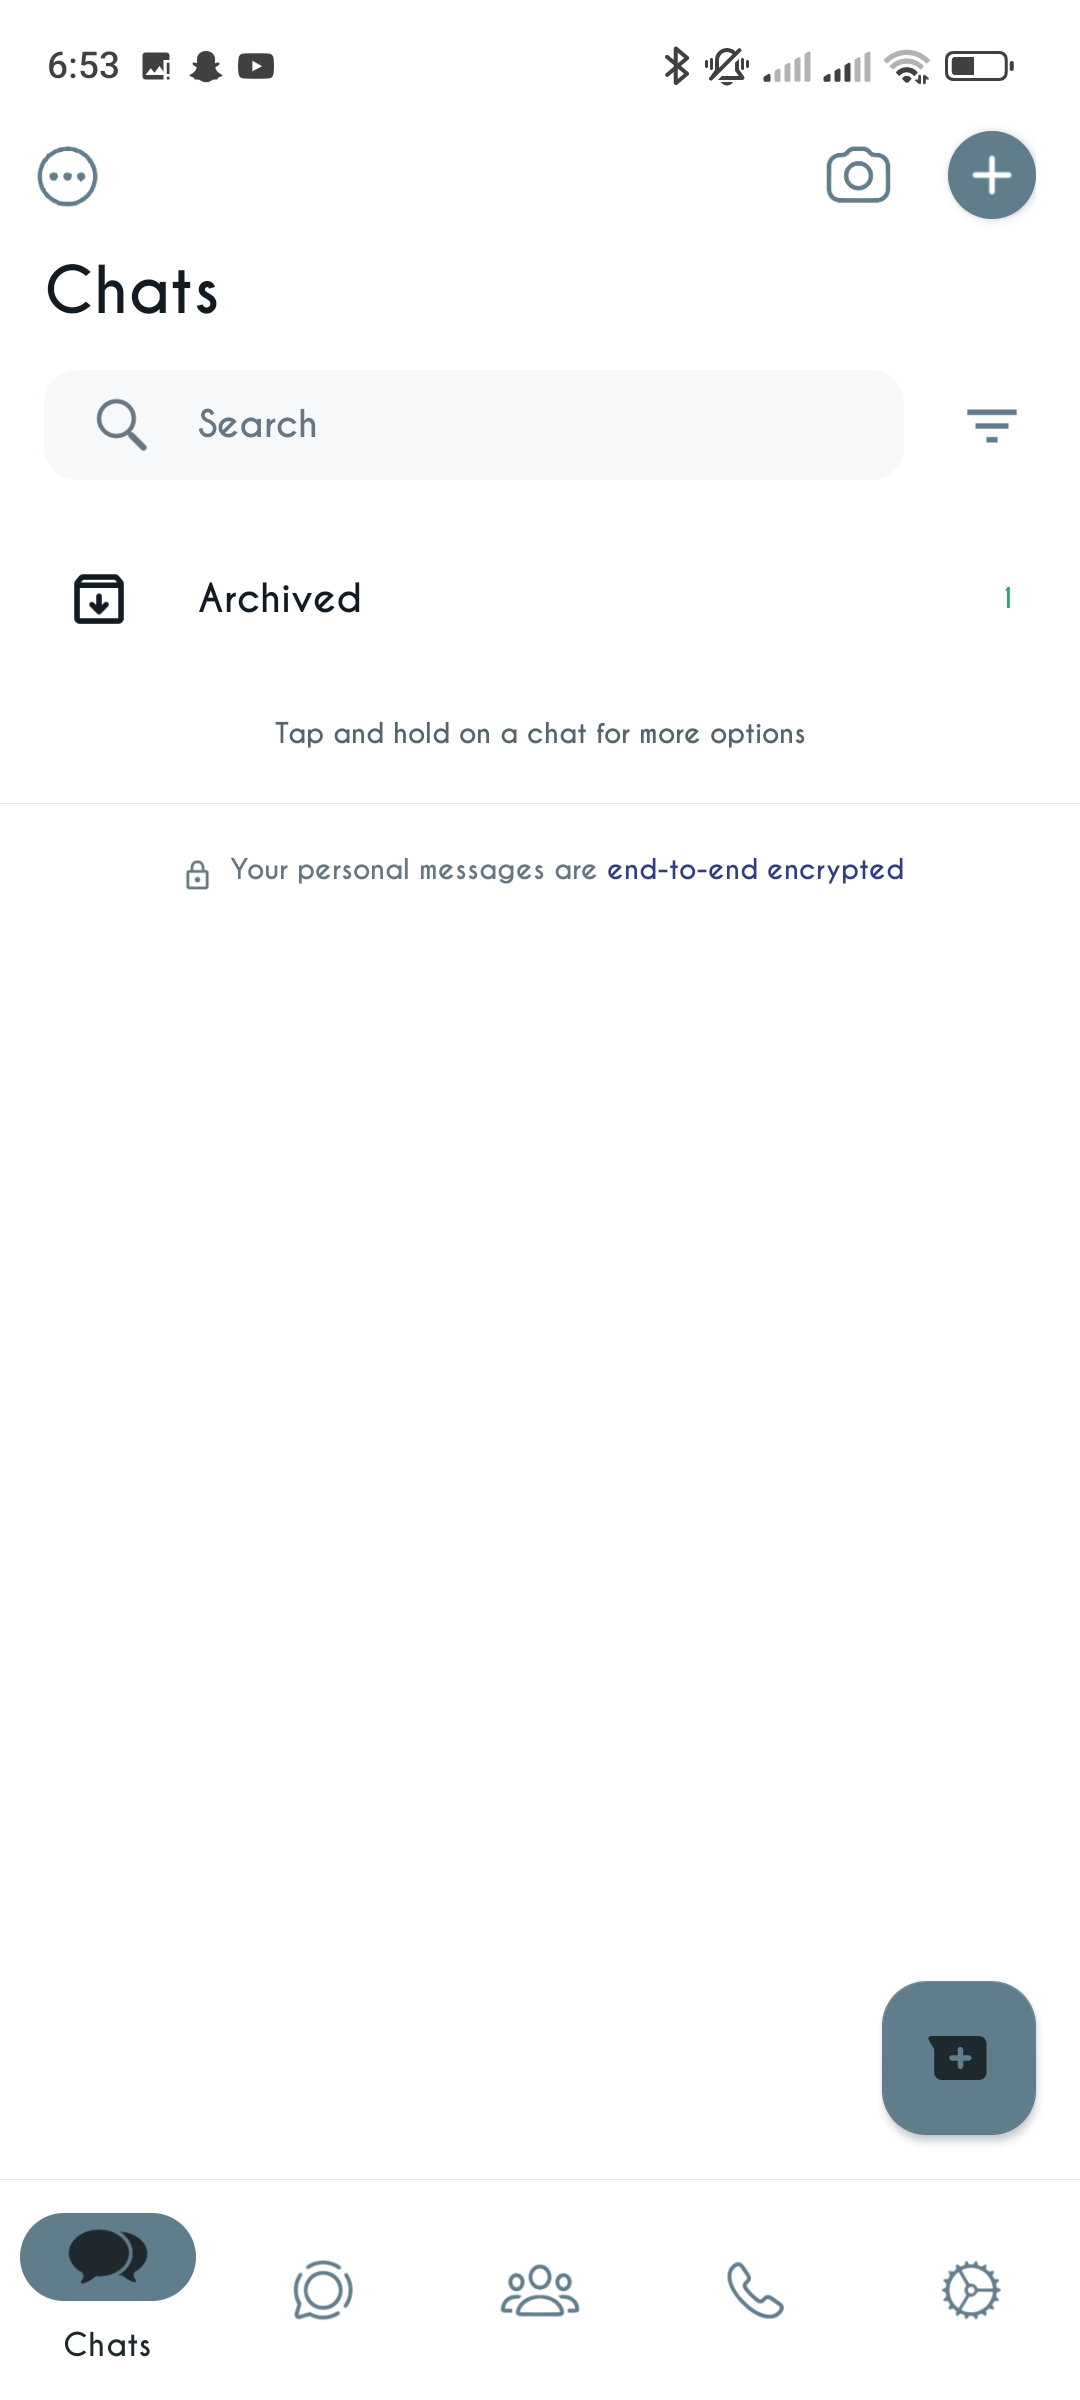 6:53
Chats
Search
Archived 1
Tap and hold on a chat for more options
Your personal messages are end-to-end encrypted
Chats